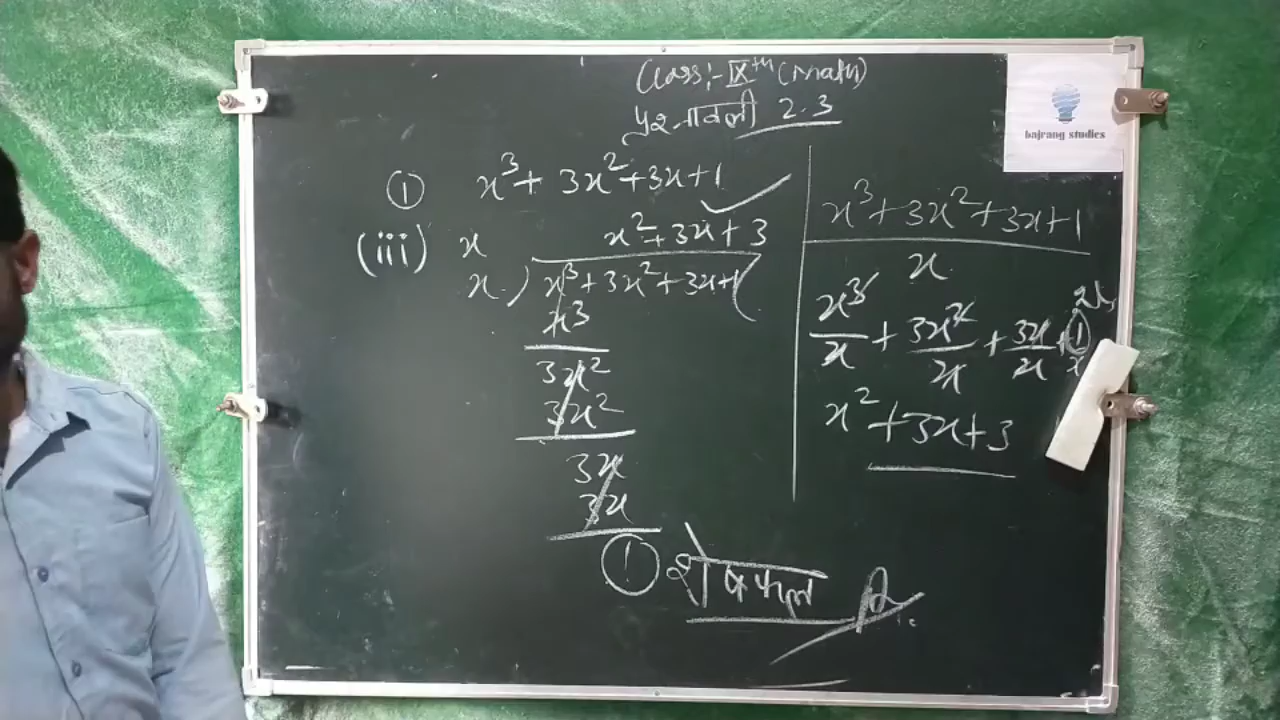 Class:- IXth (Math)
प्रश्नावली 2.3
① x³ + 3x² + 3x + 1
(iii) x
x² + 3x + 3
x ) x³ + 3x² + 3x + 1
x³
3x²
3x²
3x
3x
① शेषफल
x³ + 3x² + 3x + 1
x
x³/x + 3x²/x + 3x/x + ①/x
x² + 3x + 3
bajrang studies